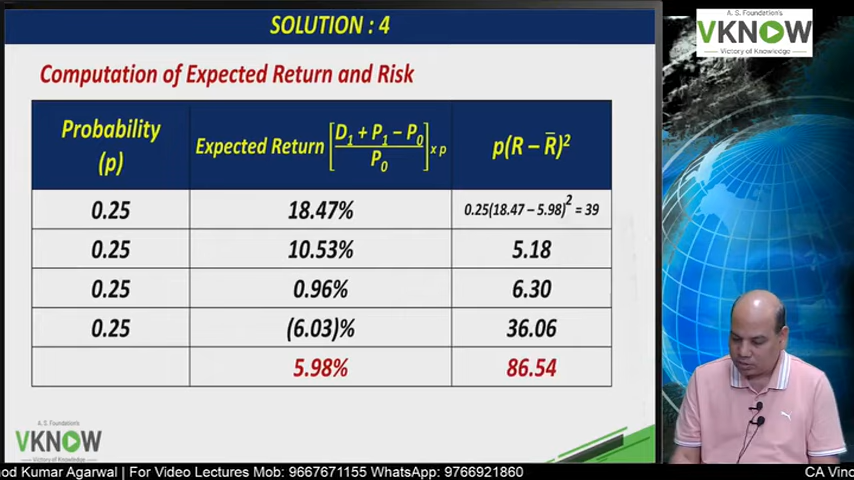 SOLUTION : 4
A. S. Foundation's
VKNOW
Victory of Knowledge
Computation of Expected Return and Risk
Probability (p) | Expected Return [(D₁ + P₁ − P₀) / P₀] x p | p(R − R̄)²
0.25 | 18.47% | 0.25(18.47 − 5.98)² = 39
0.25 | 10.53% | 5.18
0.25 | 0.96% | 6.30
0.25 | (6.03)% | 36.06
5.98% | 86.54
A. S. Foundation's
VKNOW
Victory of Knowledge
od Kumar Agarwal | For Video Lectures Mob: 9667671155 WhatsApp: 9766921860
CA Vino